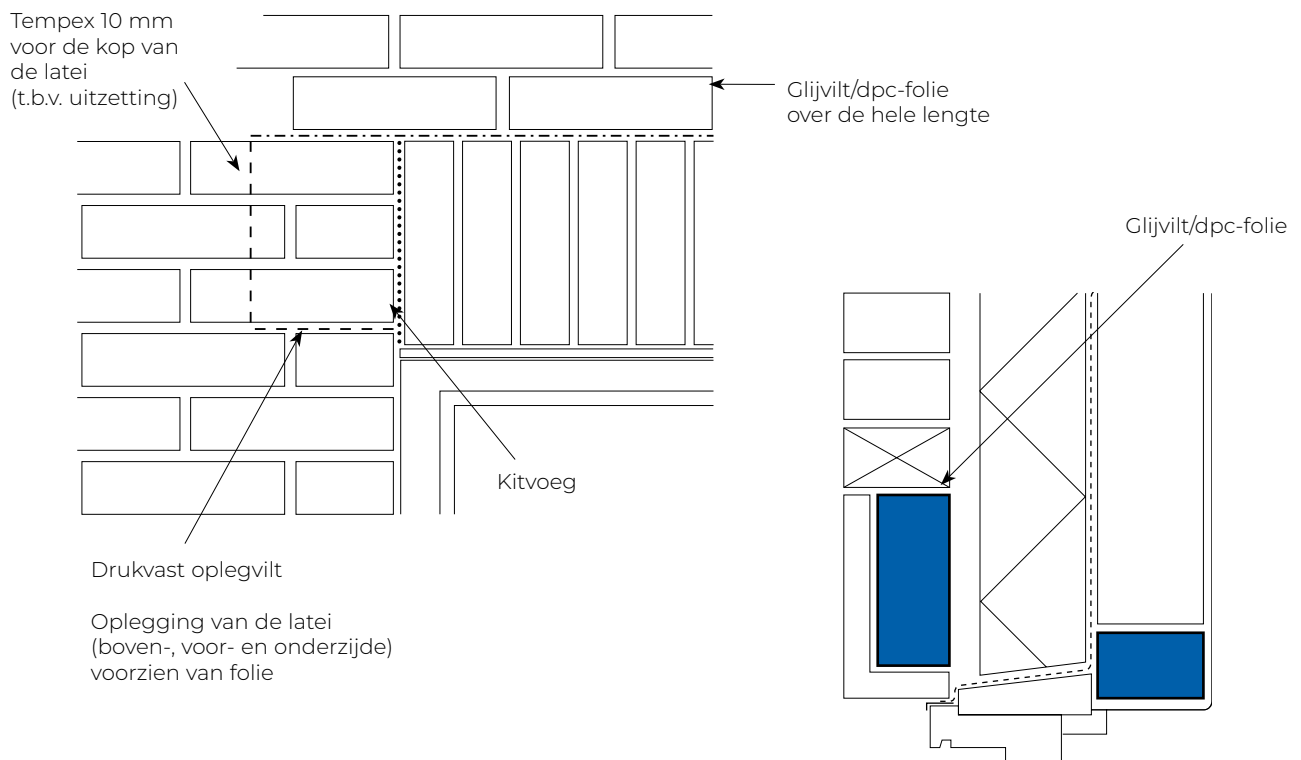 Tempex 10 mm
voor de kop van
de latei
(t.b.v. uitzetting)
Glijvilt/dpc-folie
over de hele lengte
Glijvilt/dpc-folie
Kitvoeg
Drukvast oplegvilt
Oplegging van de latei
(boven-, voor- en onderzijde)
voorzien van folie